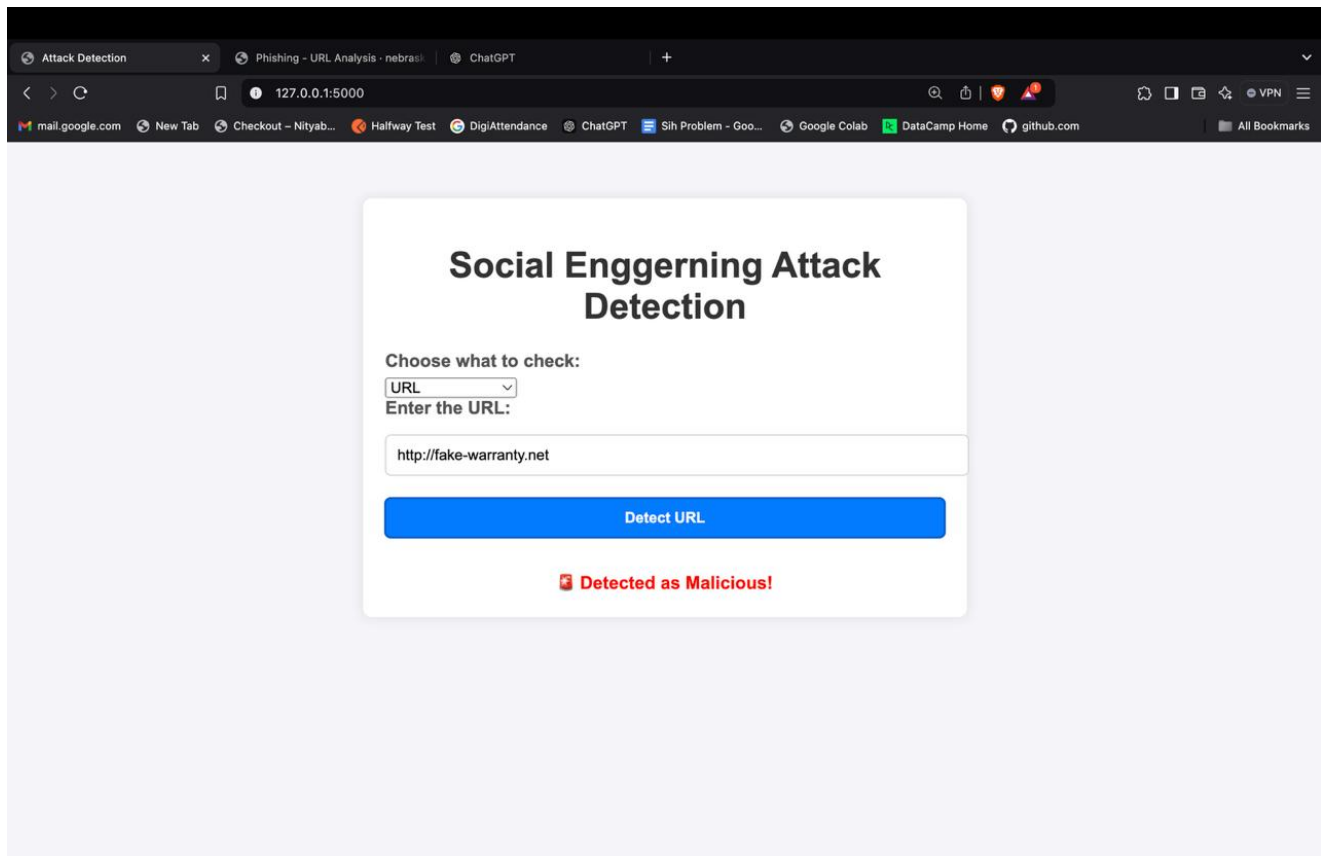 Attack Detection
Phishing - URL Analysis · nebrask
ChatGPT
127.0.0.1:5000
VPN
mail.google.com
New Tab
Checkout – Nityab...
Halfway Test
DigiAttendance
ChatGPT
Sih Problem - Goo...
Google Colab
DataCamp Home
github.com
All Bookmarks
Social Enggerning Attack
Detection
Choose what to check:
URL
Enter the URL:
http://fake-warranty.net
Detect URL
Detected as Malicious!